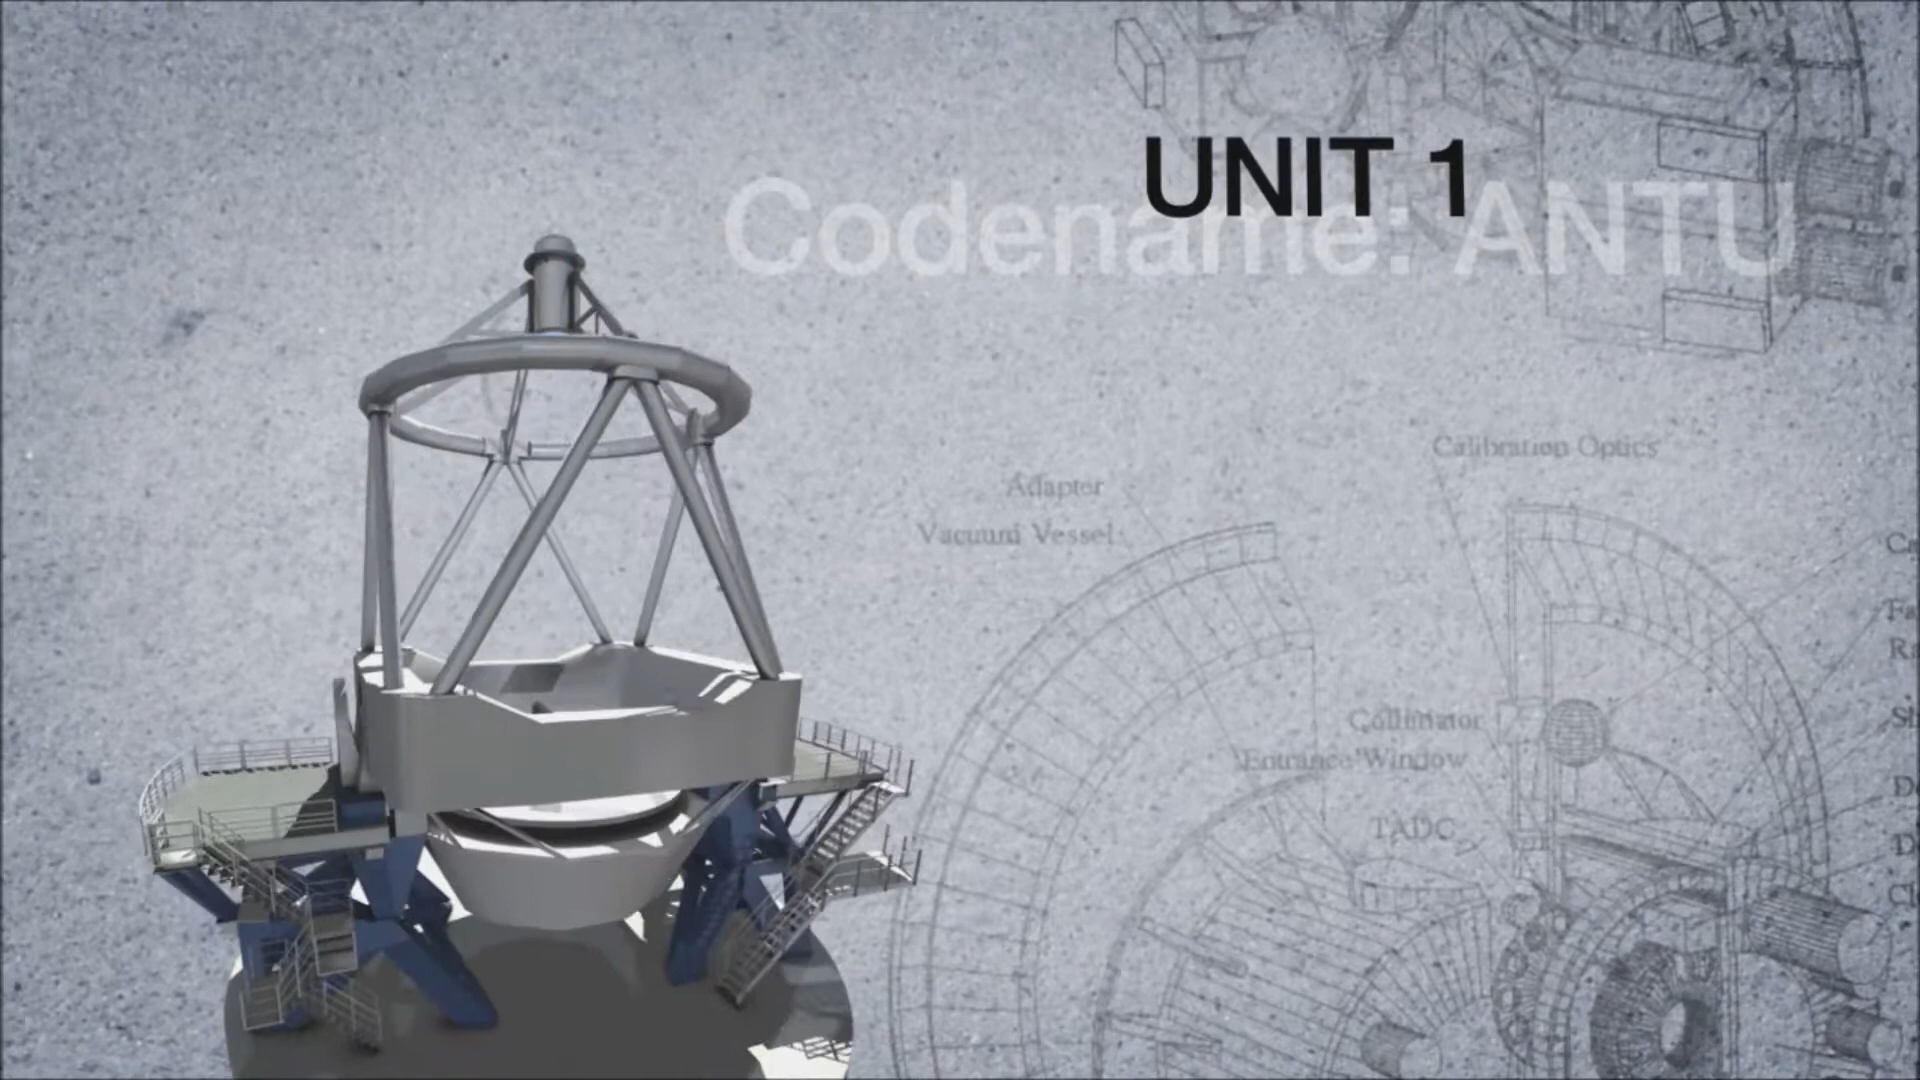 UNIT 1
Codename: ANTU
Calibration Optics
Adapter
Vacuum Vessel
Collimator
Entrance Window
TADC